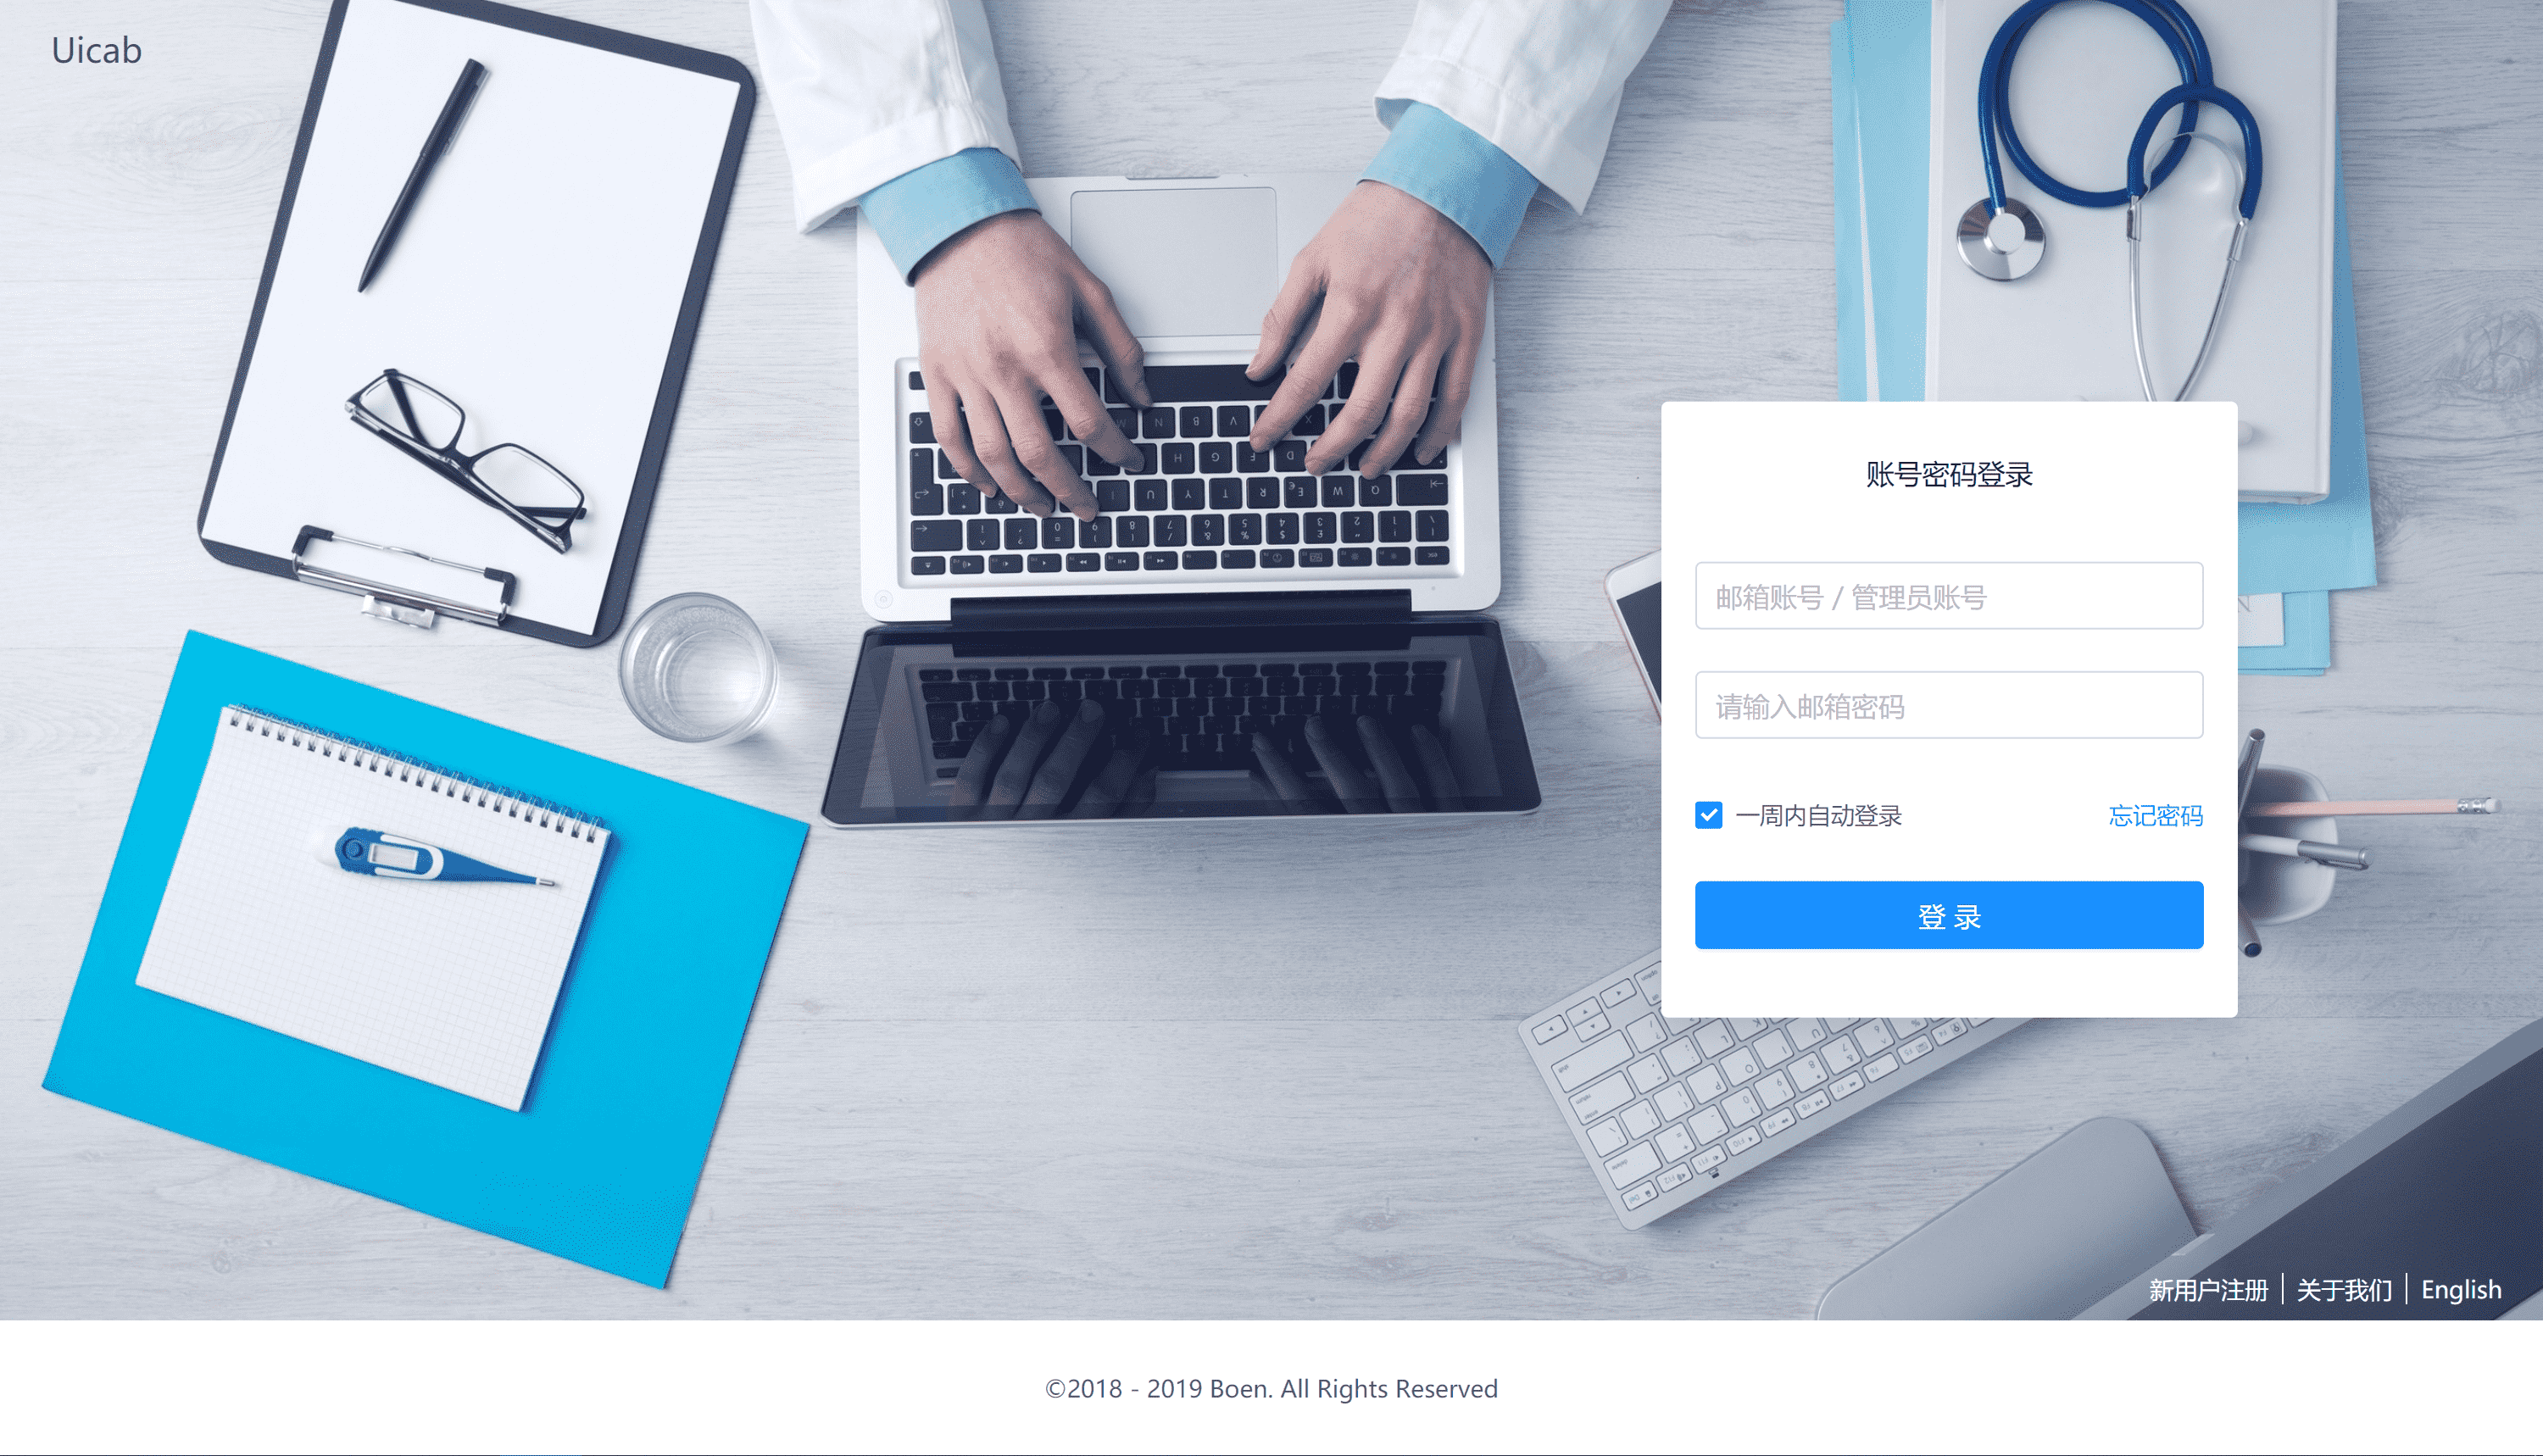 Uicab
账号密码登录
邮箱账号 / 管理员账号
请输入邮箱密码
一周内自动登录
忘记密码
登 录
新用户注册 | 关于我们 | English
©2018 - 2019 Boen. All Rights Reserved